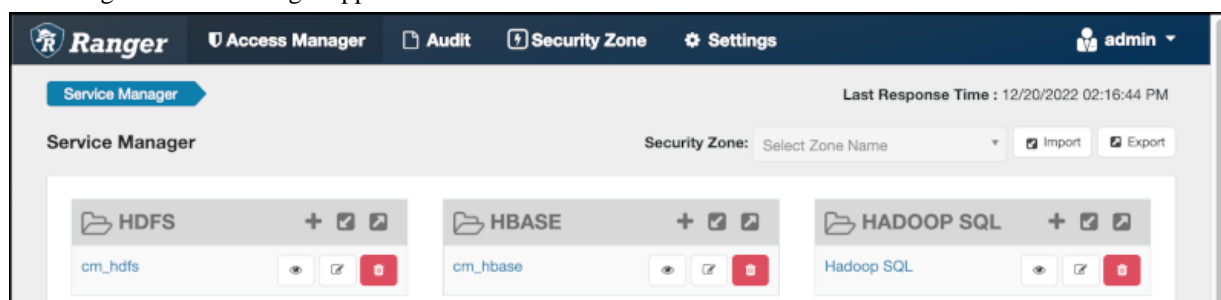 Ranger Access Manager Audit Security Zone Settings admin
Service Manager Last Response Time : 12/20/2022 02:16:44 PM
Service Manager Security Zone: Select Zone Name Import Export
HDFS HBASE HADOOP SQL
cm_hdfs cm_hbase Hadoop SQL